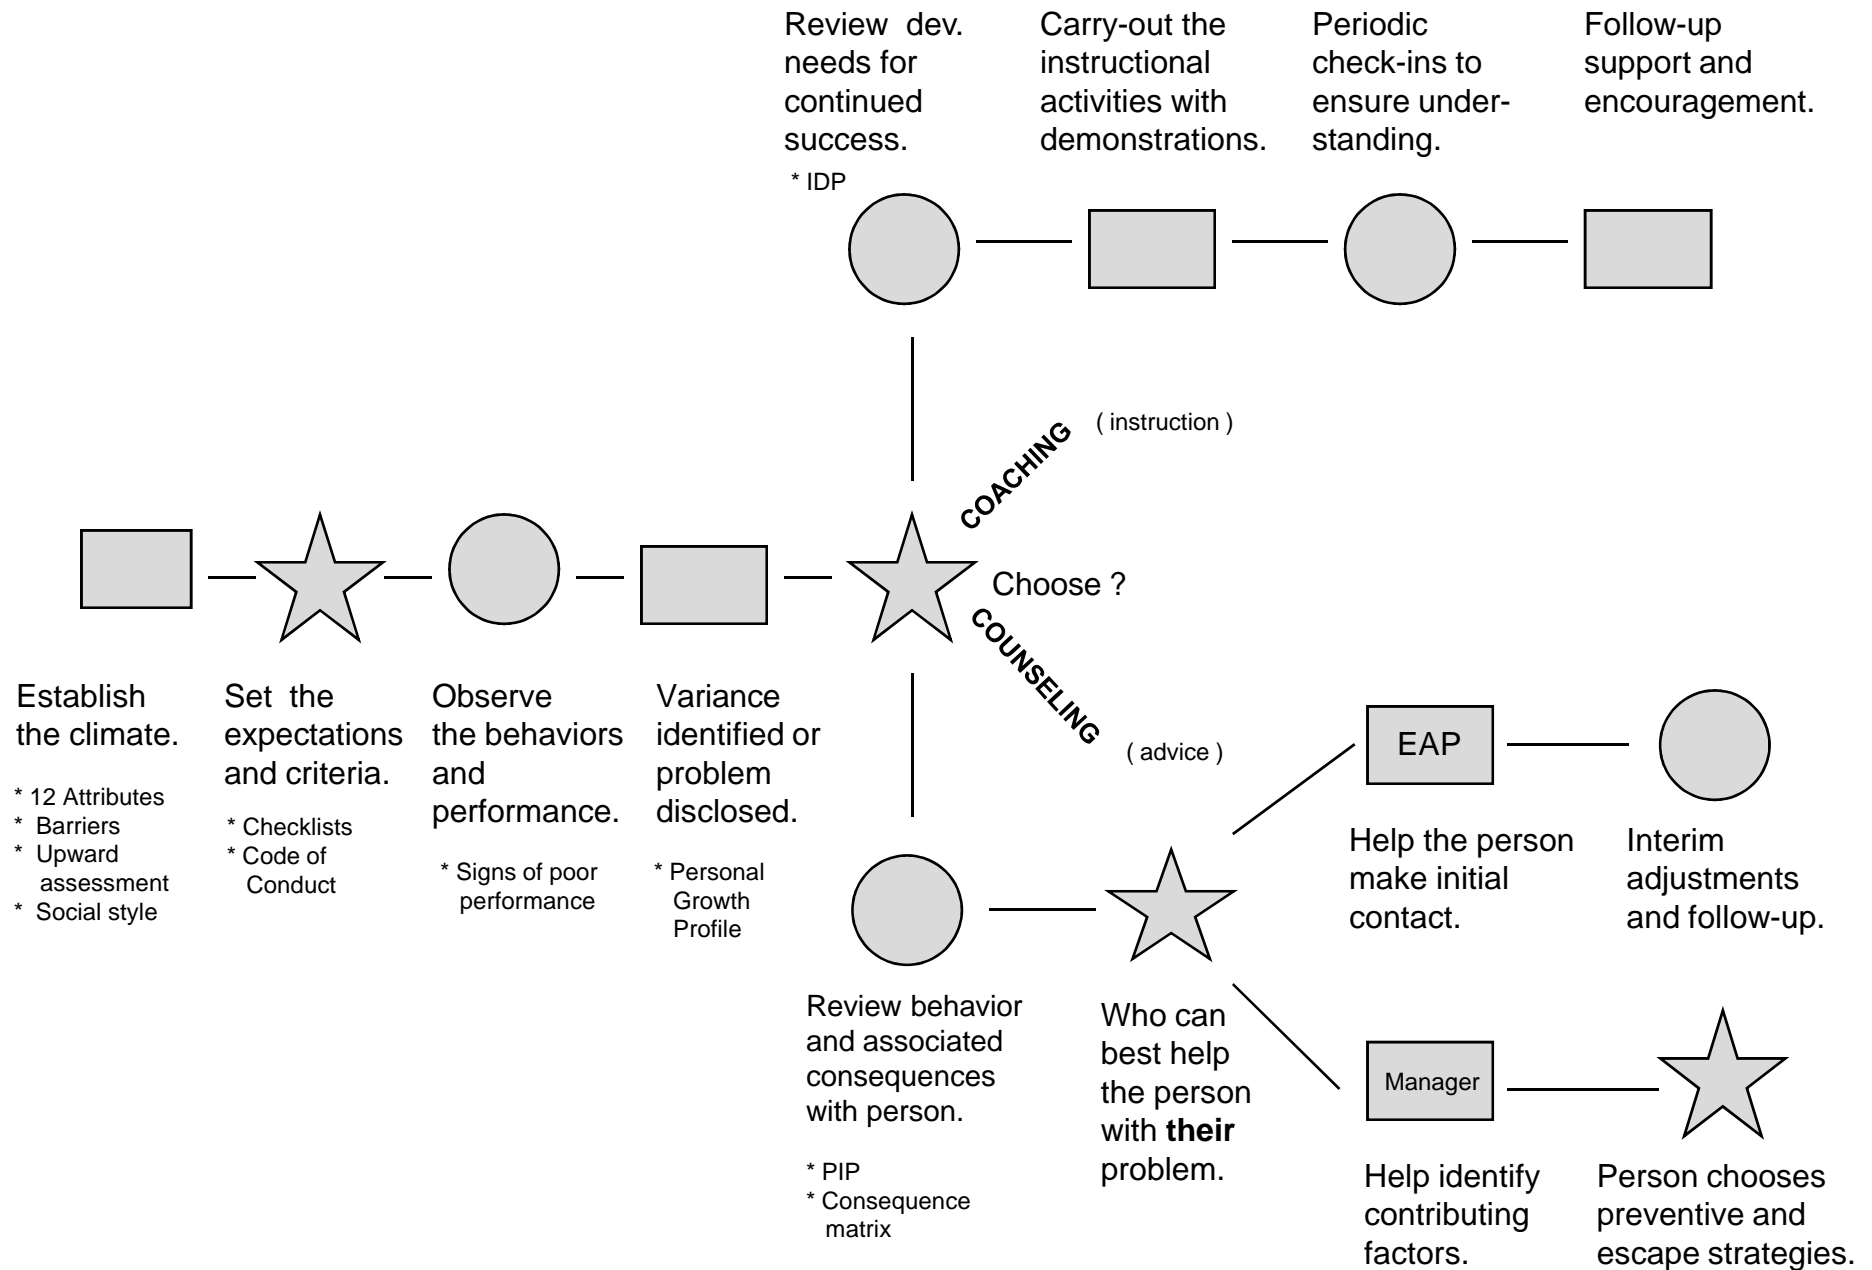 Review dev.
needs for
continued
success.
* IDP
Carry-out the
instructional
activities with
demonstrations.
Periodic
check-ins to
ensure under-
standing.
Follow-up
support and
encouragement.
COACHING
( instruction )
Choose ?
COUNSELING
( advice )
Establish
the climate.
* 12 Attributes
* Barriers
* Upward
assessment
* Social style
Set the
expectations
and criteria.
* Checklists
* Code of
Conduct
Observe
the behaviors
and
performance.
* Signs of poor
performance
Variance
identified or
problem
disclosed.
* Personal
Growth
Profile
Review behavior
and associated
consequences
with person.
* PIP
* Consequence
matrix
Who can
best help
the person
with their
problem.
EAP
Help the person
make initial
contact.
Interim
adjustments
and follow-up.
Manager
Help identify
contributing
factors.
Person chooses
preventive and
escape strategies.